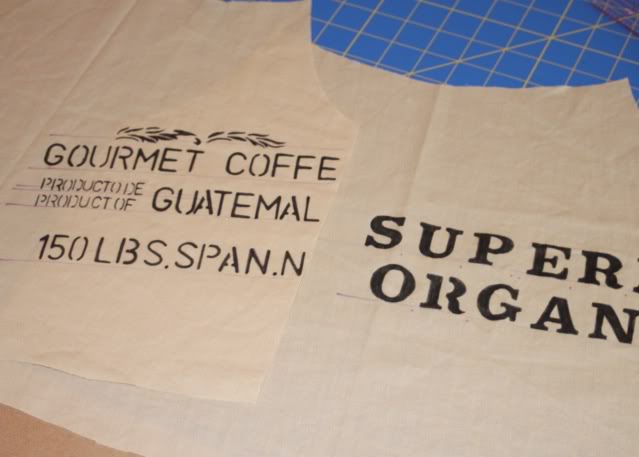 GOURMET COFFE
PRODUCTO DE
PRODUCT OF GUATEMAL
150 LBS.SPAN.N
SUPER
ORGAN